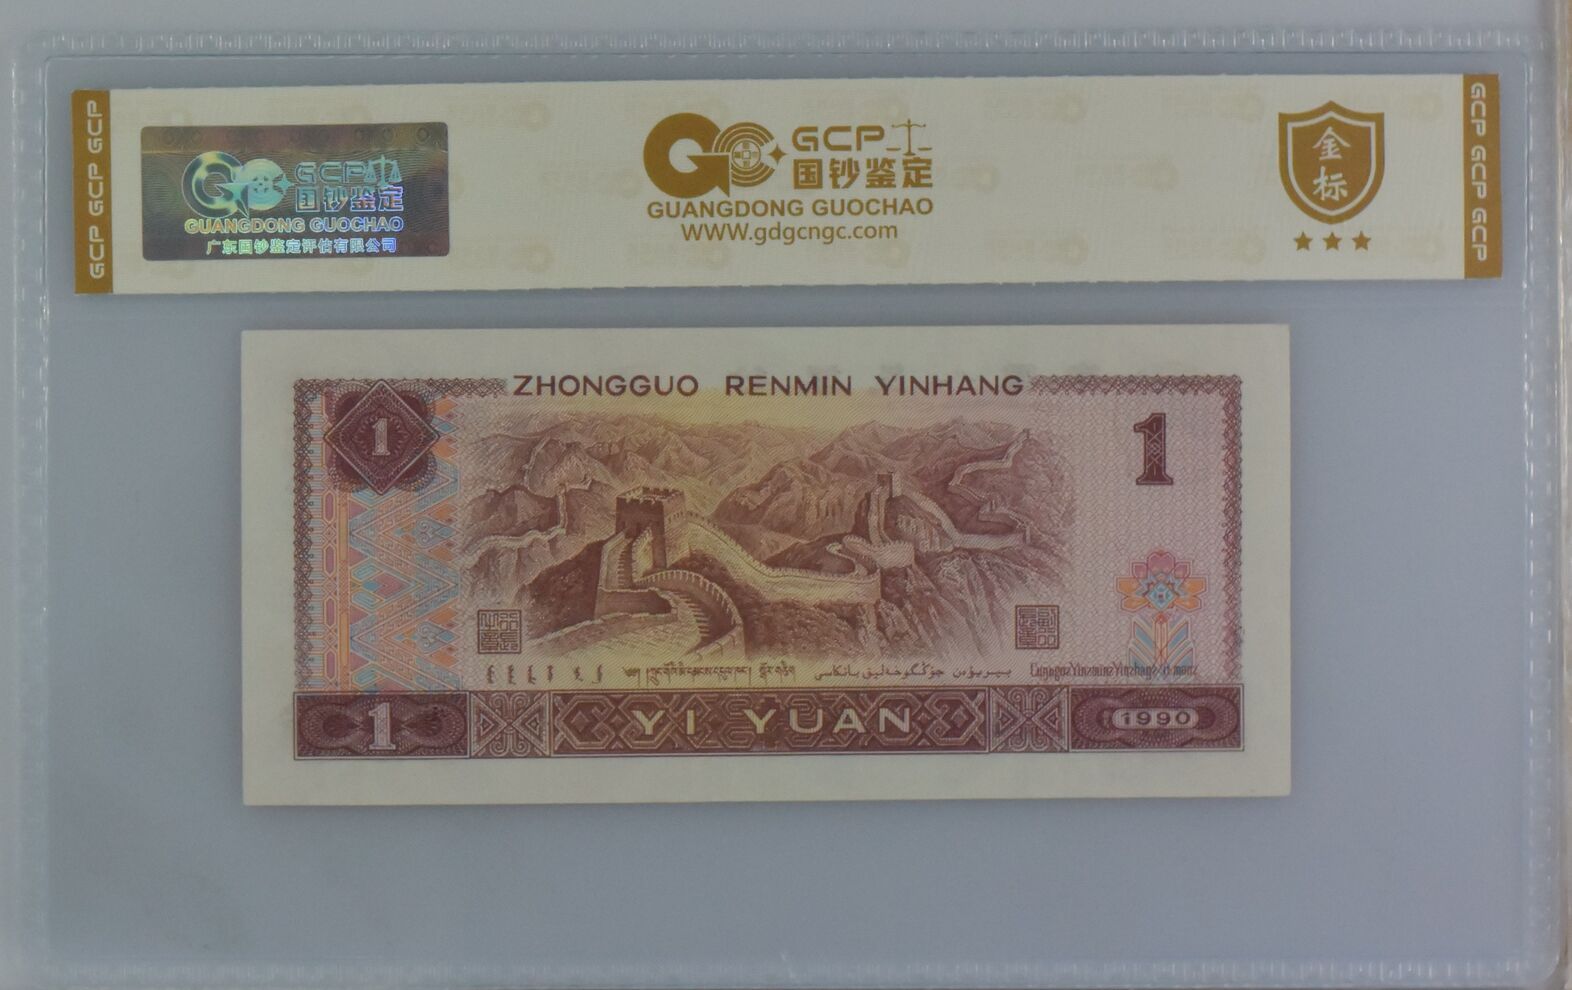 GCP GCP GCP
GCP
国钞鉴定
GUANGDONG GUOCHAO
广东国钞鉴定评估有限公司
GCP
国钞鉴定
GUANGDONG GUOCHAO
WWW.gdgcngc.com
金
标
GCP GCP GCP
ZHONGGUO RENMIN YINHANG
1
1
1
YI YUAN
1990